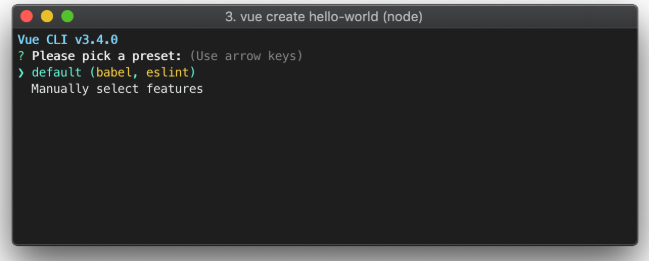 3. vue create hello-world (node)
Vue CLI v3.4.0
? Please pick a preset: (Use arrow keys)
❯ default (babel, eslint)
Manually select features